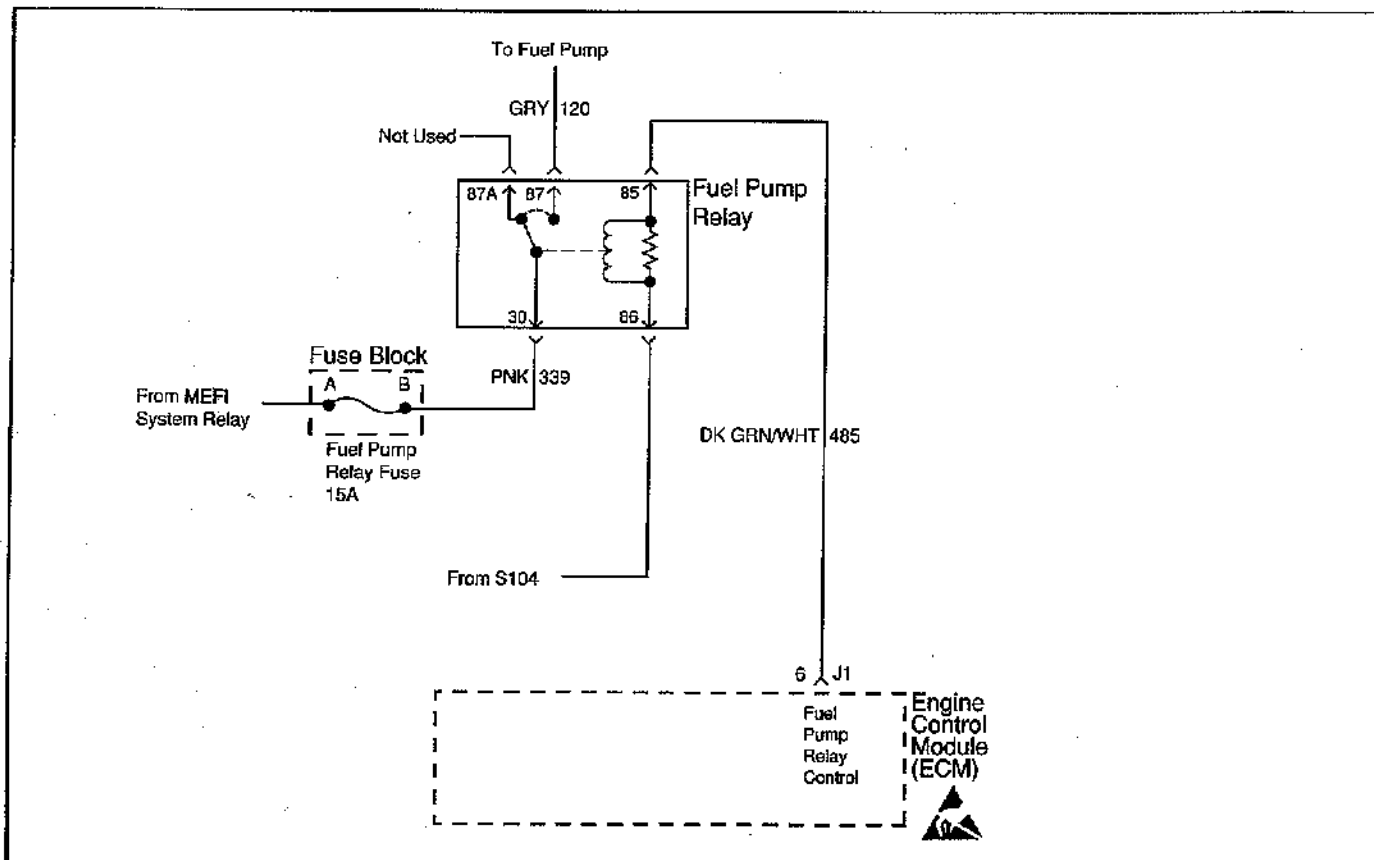 To Fuel Pump
GRY 120
Not Used
87A 87 85
Fuel Pump
Relay
30 86
Fuse Block
A B
PNK 339
From MEFI
System Relay
DK GRN/WHT 485
Fuel Pump
Relay Fuse
15A
From S104
6 J1
Fuel
Pump
Relay
Control
Engine
Control
Module
(ECM)